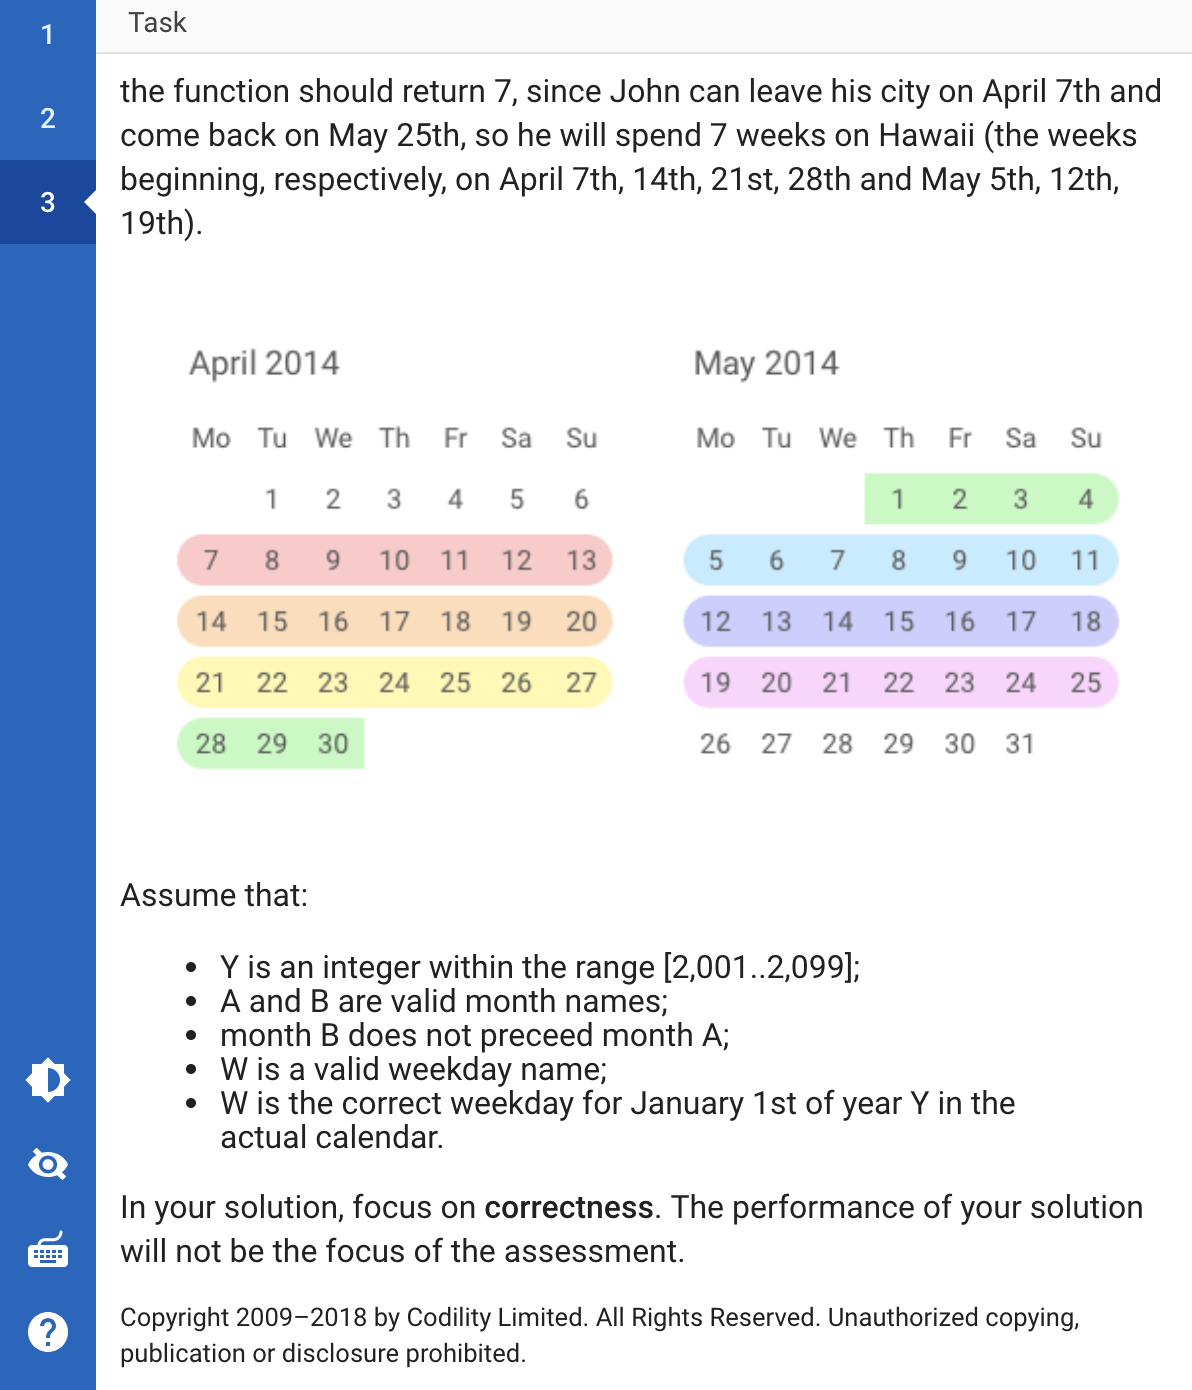 1
2
3
Task
the function should return 7, since John can leave his city on April 7th and
come back on May 25th, so he will spend 7 weeks on Hawaii (the weeks
beginning, respectively, on April 7th, 14th, 21st, 28th and May 5th, 12th,
19th).
April 2014
Mo Tu We Th Fr Sa Su
1 2 3 4 5 6
7 8 9 10 11 12 13
14 15 16 17 18 19 20
21 22 23 24 25 26 27
28 29 30
May 2014
Mo Tu We Th Fr Sa Su
1 2 3 4
5 6 7 8 9 10 11
12 13 14 15 16 17 18
19 20 21 22 23 24 25
26 27 28 29 30 31
Assume that:
• Y is an integer within the range [2,001..2,099];
• A and B are valid month names;
• month B does not preceed month A;
• W is a valid weekday name;
• W is the correct weekday for January 1st of year Y in the
actual calendar.
In your solution, focus on correctness. The performance of your solution
will not be the focus of the assessment.
Copyright 2009–2018 by Codility Limited. All Rights Reserved. Unauthorized copying,
publication or disclosure prohibited.
?